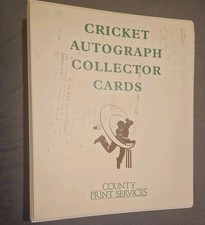 CRICKET
AUTOGRAPH
COLLECTOR
CARDS
COUNTY
PRINT SERVICES